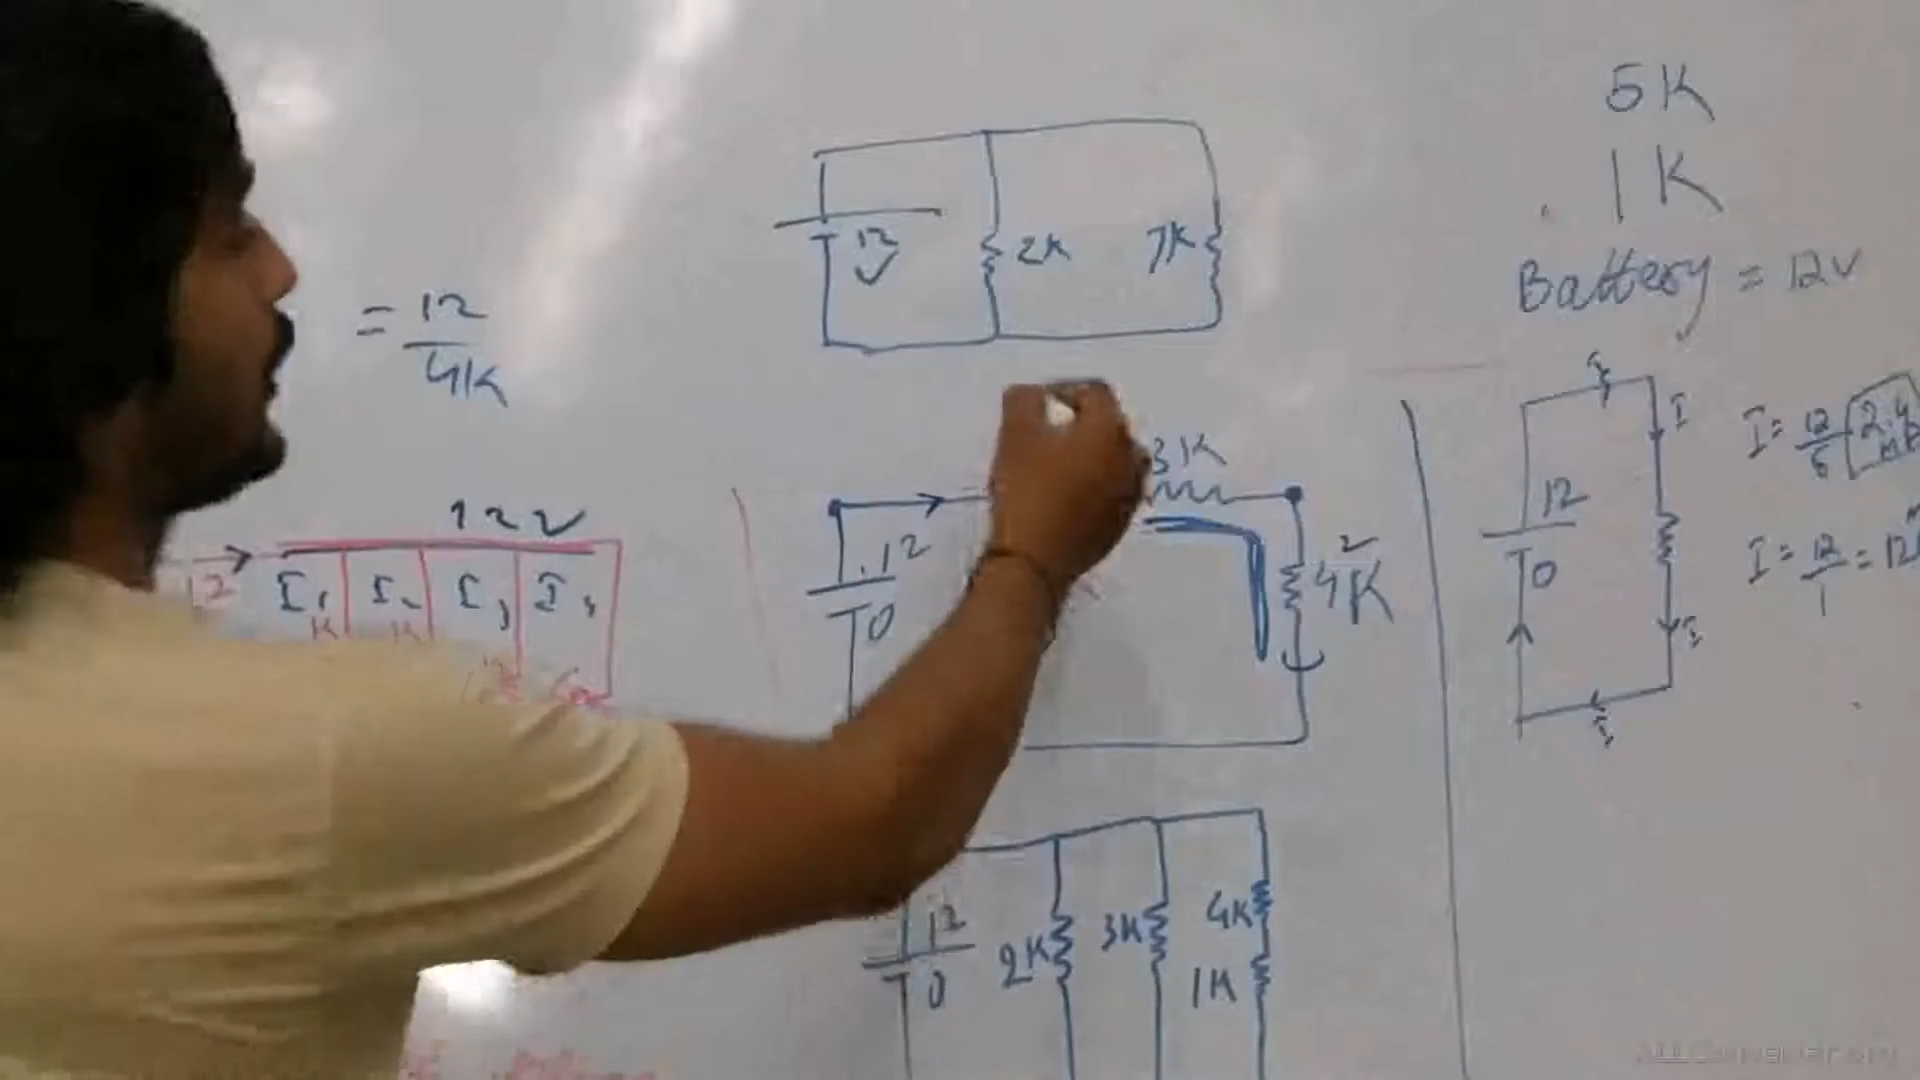 = 12
4K
12V
I1 I2 I3 I4
K K
12
V
2K
7K
3K
12
0
4K
12
0
2K
3K
4K
1K
5K
1K
Battery = 12V
I
I
12
0
I
I
I = 12
5
2.4
I = 12 = 12
1